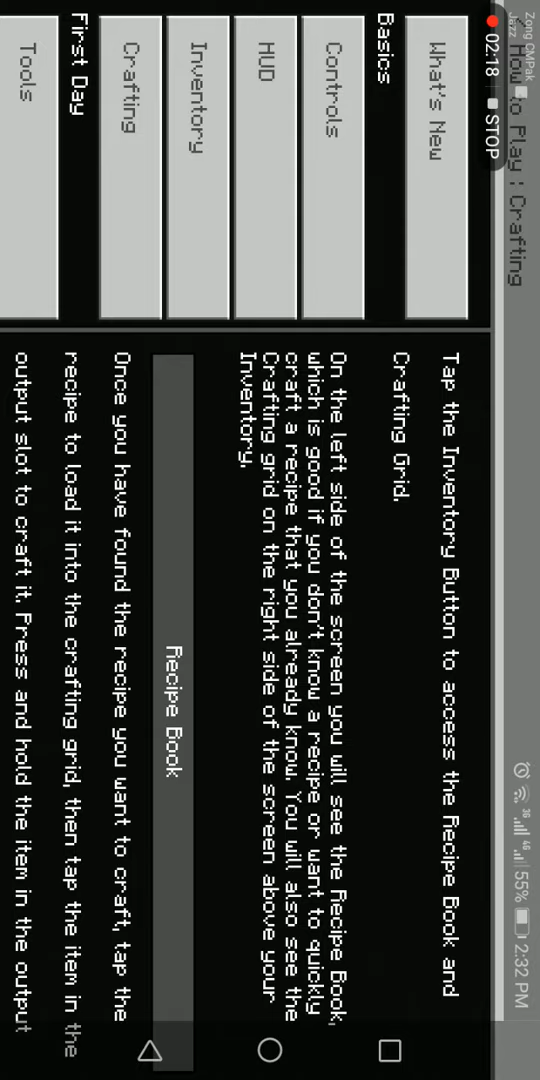 Zong CMPak
Jazz
55%
2:32 PM
02:18
STOP
How to Play : Crafting
What's New
Basics
Controls
HUD
Inventory
Crafting
First Day
Tools
Tap the Inventory Button to access the Recipe Book and
Crafting Grid.
On the left side of the screen you will see the Recipe Book,
which is good if you don't know a recipe or want to quickly
craft a recipe that you already know. You will also see the
Crafting grid on the right side of the screen above your
Inventory.
Recipe Book
Once you have found the recipe you want to craft, tap the
recipe to load it into the crafting grid, then tap the item in the
output slot to craft it. Press and hold the item in the output